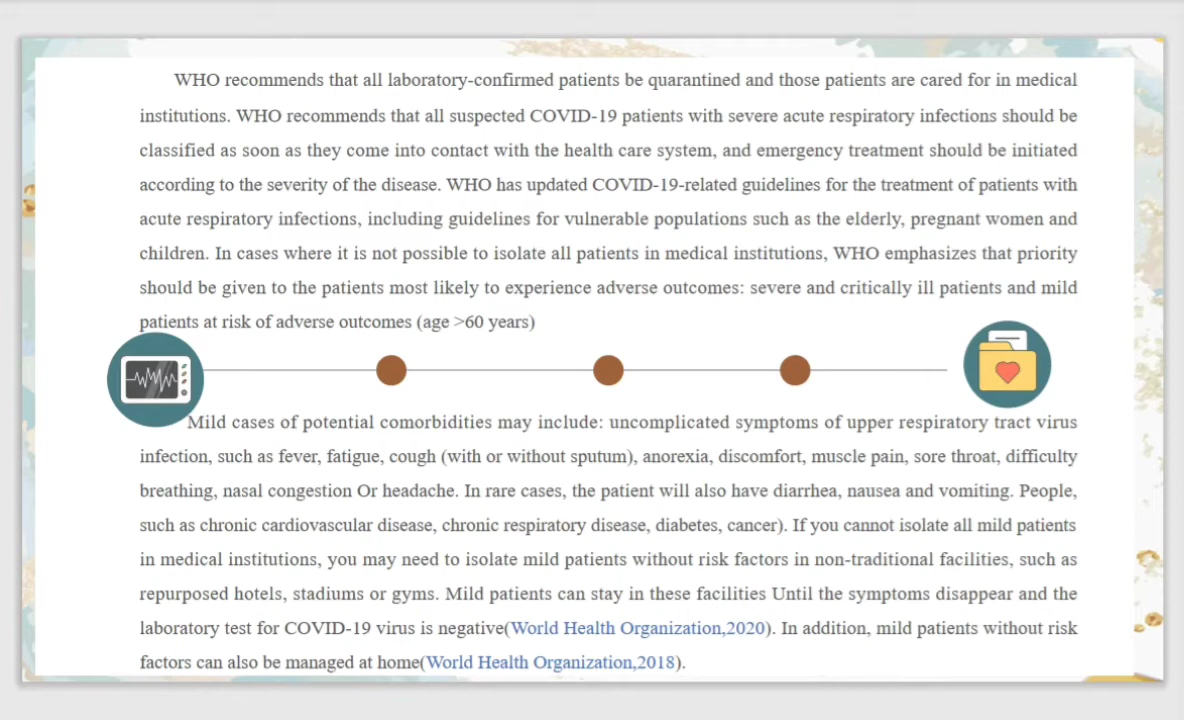 WHO recommends that all laboratory-confirmed patients be quarantined and those patients are cared for in medical
institutions. WHO recommends that all suspected COVID-19 patients with severe acute respiratory infections should be
classified as soon as they come into contact with the health care system, and emergency treatment should be initiated
according to the severity of the disease. WHO has updated COVID-19-related guidelines for the treatment of patients with
acute respiratory infections, including guidelines for vulnerable populations such as the elderly, pregnant women and
children. In cases where it is not possible to isolate all patients in medical institutions, WHO emphasizes that priority
should be given to the patients most likely to experience adverse outcomes: severe and critically ill patients and mild
patients at risk of adverse outcomes (age >60 years)
Mild cases of potential comorbidities may include: uncomplicated symptoms of upper respiratory tract virus
infection, such as fever, fatigue, cough (with or without sputum), anorexia, discomfort, muscle pain, sore throat, difficulty
breathing, nasal congestion Or headache. In rare cases, the patient will also have diarrhea, nausea and vomiting. People,
such as chronic cardiovascular disease, chronic respiratory disease, diabetes, cancer). If you cannot isolate all mild patients
in medical institutions, you may need to isolate mild patients without risk factors in non-traditional facilities, such as
repurposed hotels, stadiums or gyms. Mild patients can stay in these facilities Until the symptoms disappear and the
laboratory test for COVID-19 virus is negative(World Health Organization,2020). In addition, mild patients without risk
factors can also be managed at home(World Health Organization,2018).